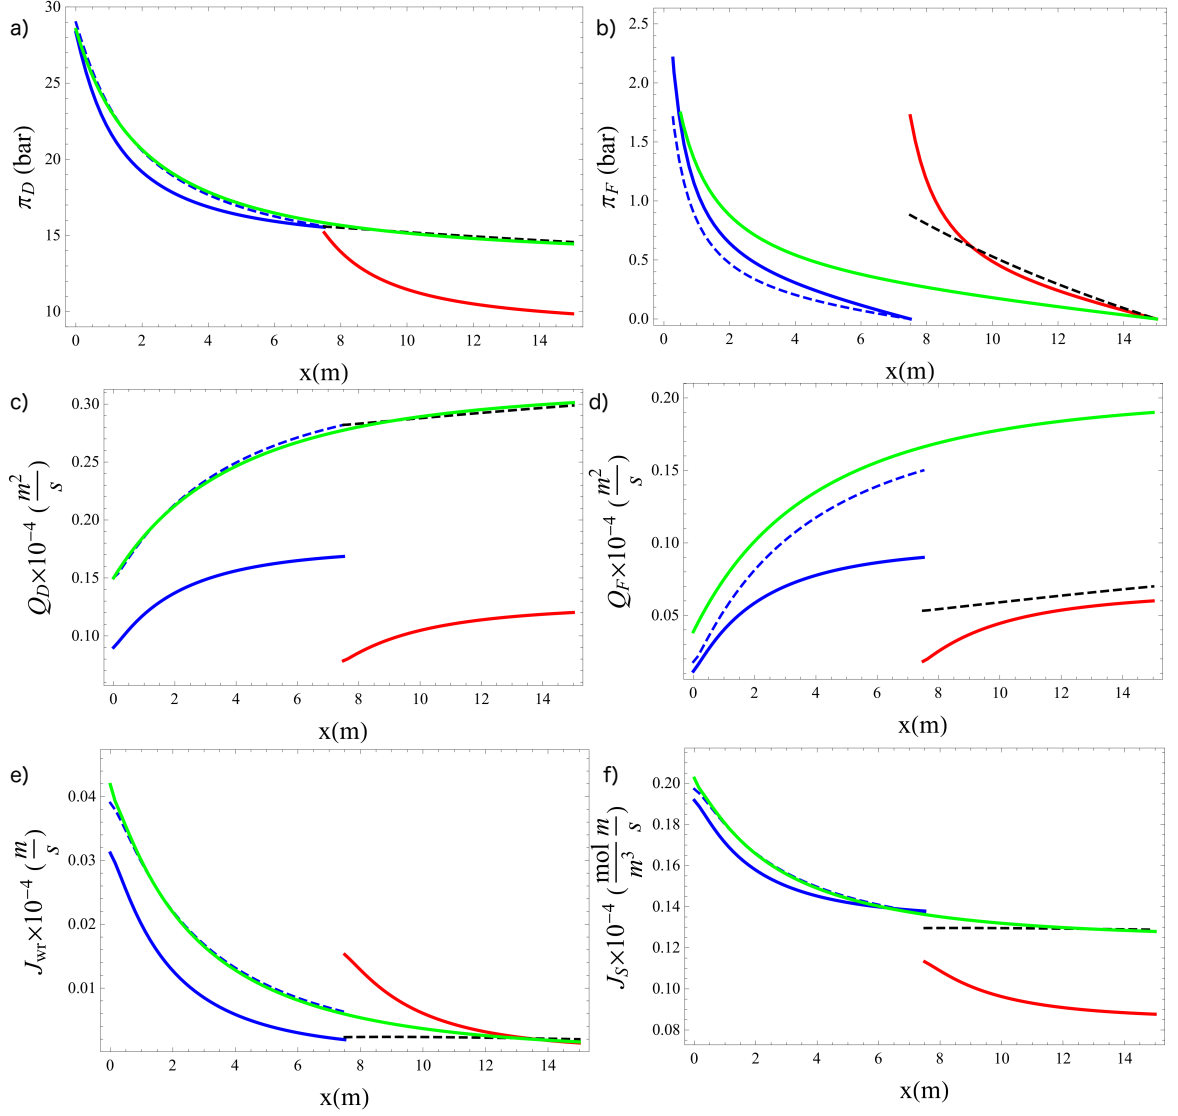 a)
30
25
20
15
10
π_D (bar)
0 2 4 6 8 10 12 14
x(m)
b)
2.5
2.0
1.5
1.0
0.5
0.0
π_F (bar)
0 2 4 6 8 10 12 14
x(m)
c)
0.30
0.25
0.20
0.15
0.10
Q_D×10⁻⁴ (m²/s)
0 2 4 6 8 10 12 14
x(m)
d)
0.20
0.15
0.10
0.05
Q_F×10⁻⁴ (m²/s)
0 2 4 6 8 10 12 14
x(m)
e)
0.04
0.03
0.02
0.01
J_wr×10⁻⁴ (m/s)
0 2 4 6 8 10 12 14
x(m)
f)
0.20
0.18
0.16
0.14
0.12
0.10
0.08
J_S×10⁻⁴ (mol/m³ m/s)
0 2 4 6 8 10 12 14
x(m)